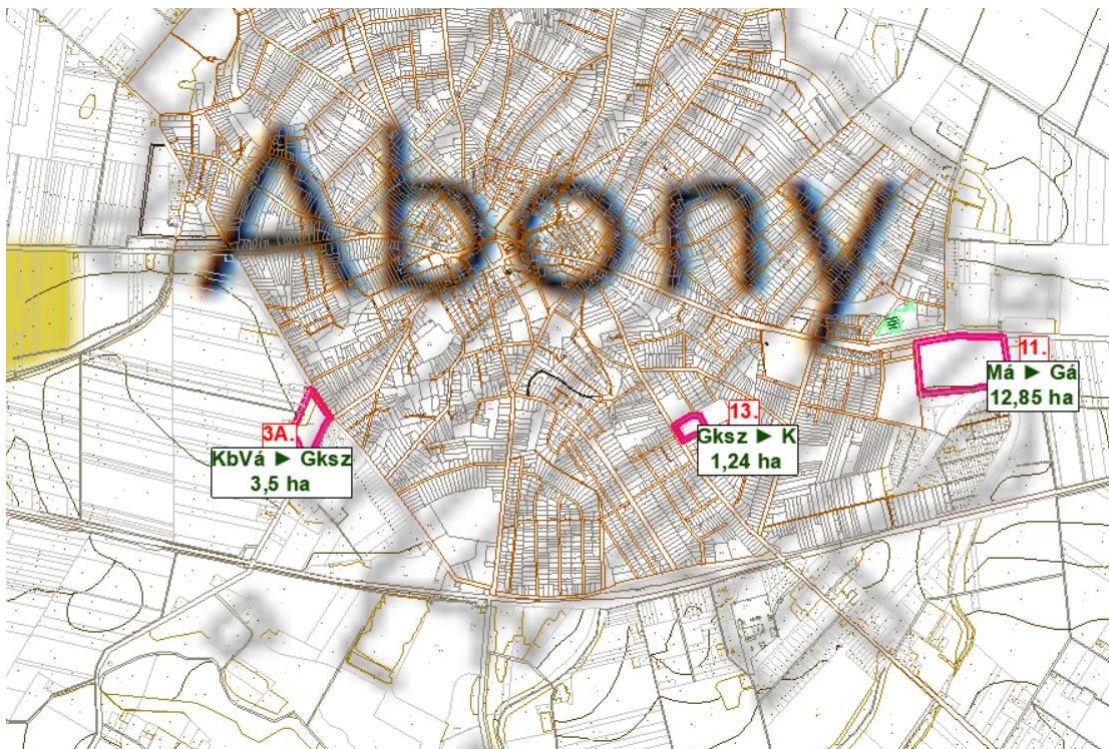 Abony
11.
Má ► Gá
12,85 ha
13.
Gksz ► K
1,24 ha
3A.
KbVá ► Gksz
3,5 ha